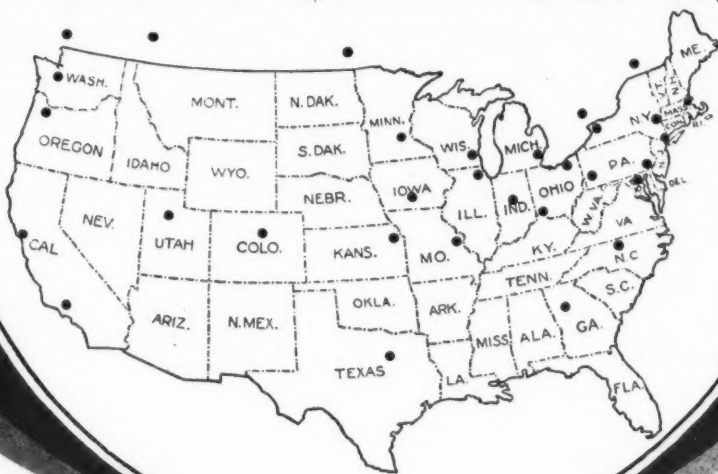 WASH.
MONT.
N. DAK.
MINN.
ME.
OREGON
IDAHO
WYO.
S. DAK.
WIS.
MICH.
N.Y.
N.H.
MASS
CON.
R.I.
NEBR.
IOWA
ILL.
IND.
OHIO
PA.
DEL.
W. VA.
VA
NEV.
UTAH
COLO.
KANS.
MO.
KY.
CAL
ARIZ.
N. MEX.
OKLA.
ARK.
TENN.
N.C
S.C.
TEXAS
LA.
MISS
ALA.
GA.
FLA.